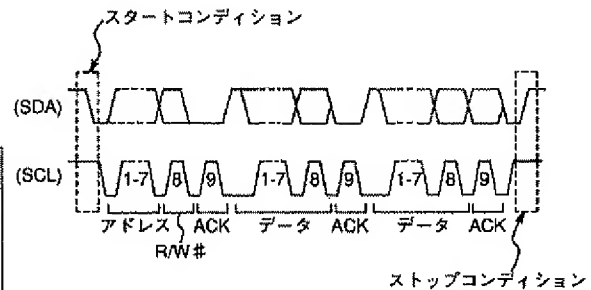 スタートコンディション
(SDA)
(SCL) 1-7 8 9 1-7 8 9 1-7 8 9
アドレス ACK データ ACK データ ACK
R/W#
ストップコンディション